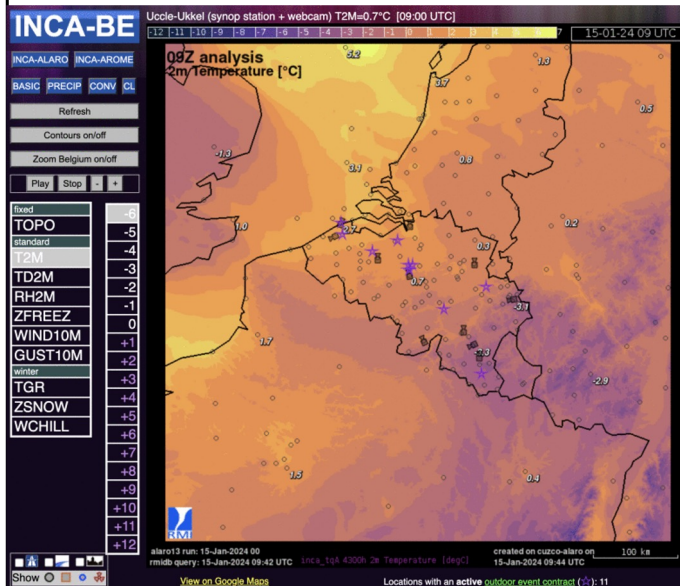 INCA-BE
Uccle-Ukkel (synop station + webcam) T2M=0.7°C [09:00 UTC]
-12 -11 -10 -9 -8 -7 -6 -5 -4 -3 -2 -1 0 1 2 3 4 5 6 7
15-01-24 09 UTC
INCA-ALARO INCA-AROME
BASIC PRECIP CONV CL
Refresh
Contours on/off
Zoom Belgium on/off
Play Stop - +
fixed
TOPO
standard
T2M
TD2M
RH2M
ZFREEZ
WIND10M
GUST10M
winter
TGR
ZSNOW
WCHILL
-6
-5
-4
-3
-2
-1
0
+1
+2
+3
+4
+5
+6
+7
+8
+9
+10
+11
+12
Show
09Z analysis
2m Temperature [°C]
5.2
1.3
3.7
0.5
-1.3
0.8
3.1
1.0
0.2
2.7
0.3
0.7
-3.1
1.7
-2.9
1.5
0.4
RMI
100 km
alaro13 run: 15-Jan-2024 00
rmidb query: 15-Jan-2024 09:42 UTC
inca_tqA 4300h 2m Temperature [degC]
created on cuzco-alaro on
15-Jan-2024 09:44 UTC
View on Google Maps
Locations with an active outdoor event contract (☆): 11